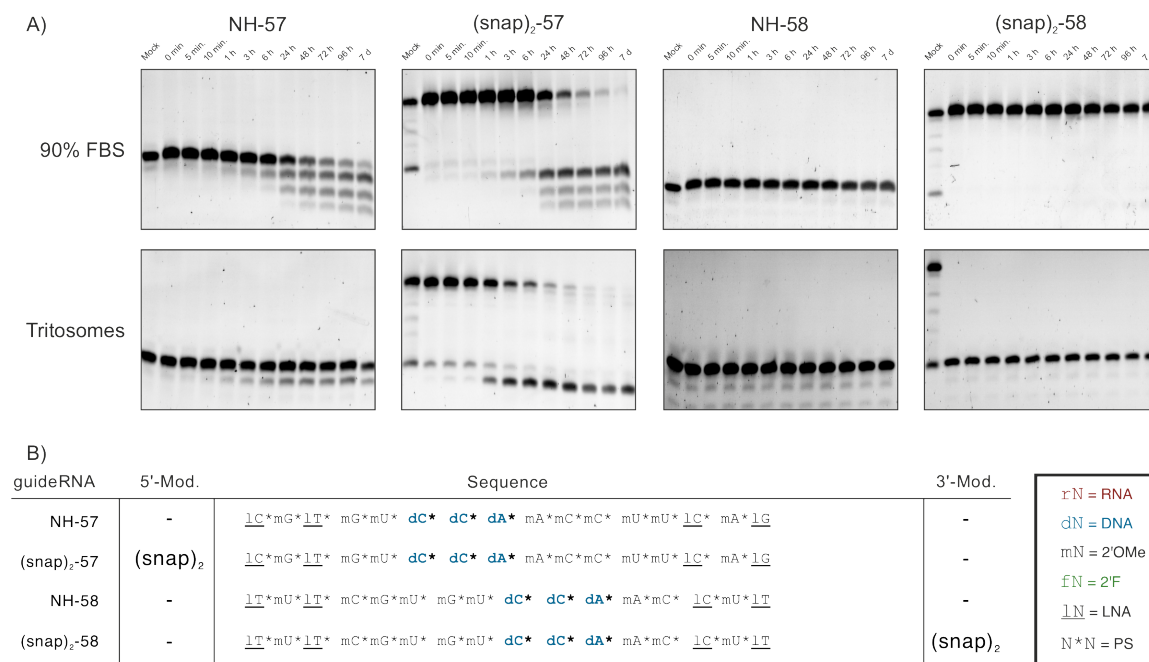 A)
NH-57 (snap)₂-57 NH-58 (snap)₂-58
Mock 0 min 5 min. 10 min. 1 h 3 h 6 h 24 h 48 h 72 h 96 h 7 d
Mock 0 min 5 min. 10 min. 1 h 3 h 6 h 24 h 48 h 72 h 96 h 7 d
Mock 0 min 5 min. 10 min. 1 h 3 h 6 h 24 h 48 h 72 h 96 h 7 d
Mock 0 min 5 min. 10 min. 1 h 3 h 6 h 24 h 48 h 72 h 96 h 7
90% FBS
Tritosomes
B)
guideRNA 5'-Mod. Sequence 3'-Mod.
NH-57 - lC*mG*lT* mG*mU* dC* dC* dA* mA*mC*mC* mU*mU*lC* mA*lG -
(snap)₂-57 (snap)₂ lC*mG*lT* mG*mU* dC* dC* dA* mA*mC*mC* mU*mU*lC* mA*lG -
NH-58 - lT*mU*lT* mC*mG*mU* mG*mU* dC* dC* dA* mA*mC* lC*mU*lT -
(snap)₂-58 - lT*mU*lT* mC*mG*mU* mG*mU* dC* dC* dA* mA*mC* lC*mU*lT (snap)₂
rN = RNA
dN = DNA
mN = 2'OMe
fN = 2'F
lN = LNA
N*N = PS